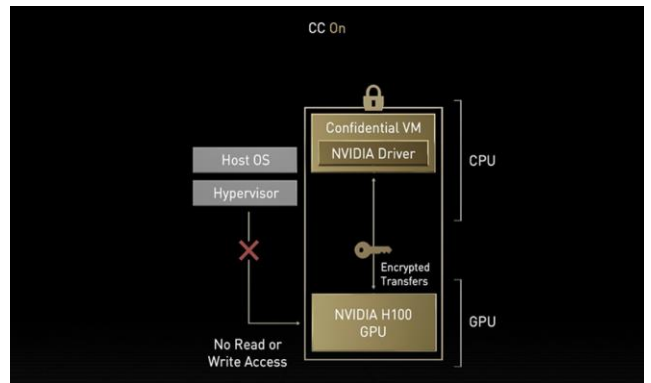 CC On
Confidential VM
NVIDIA Driver
Host OS
Hypervisor
CPU
Encrypted
Transfers
NVIDIA H100
GPU
GPU
No Read or
Write Access